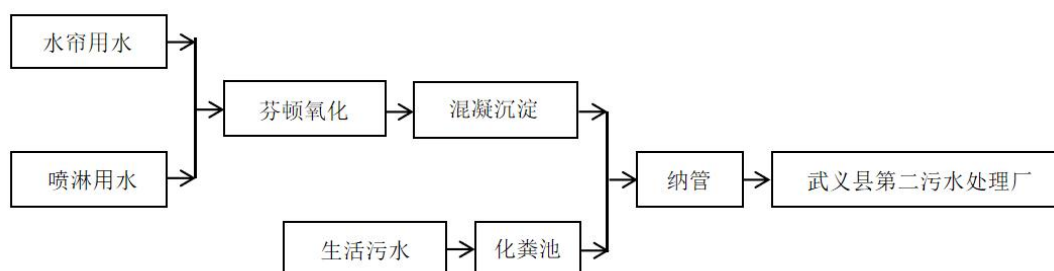 水帘用水
芬顿氧化
混凝沉淀
喷淋用水
纳管
武义县第二污水处理厂
生活污水
化粪池